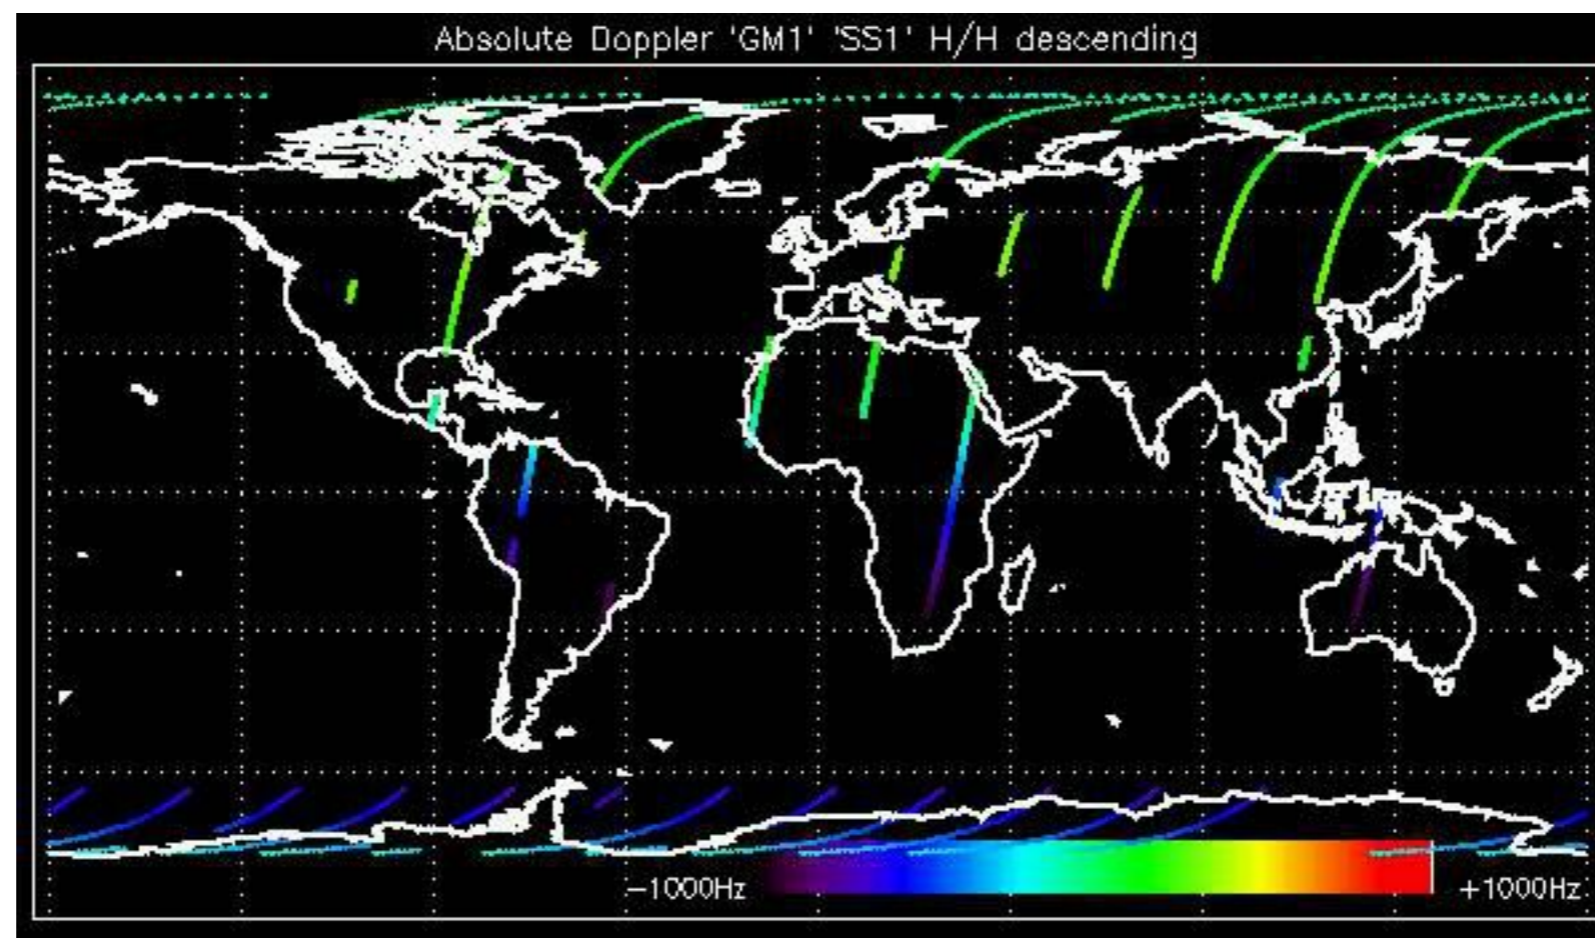 Absolute Doppler 'GM1' 'SS1' H/H descending
−1000Hz
+1000Hz